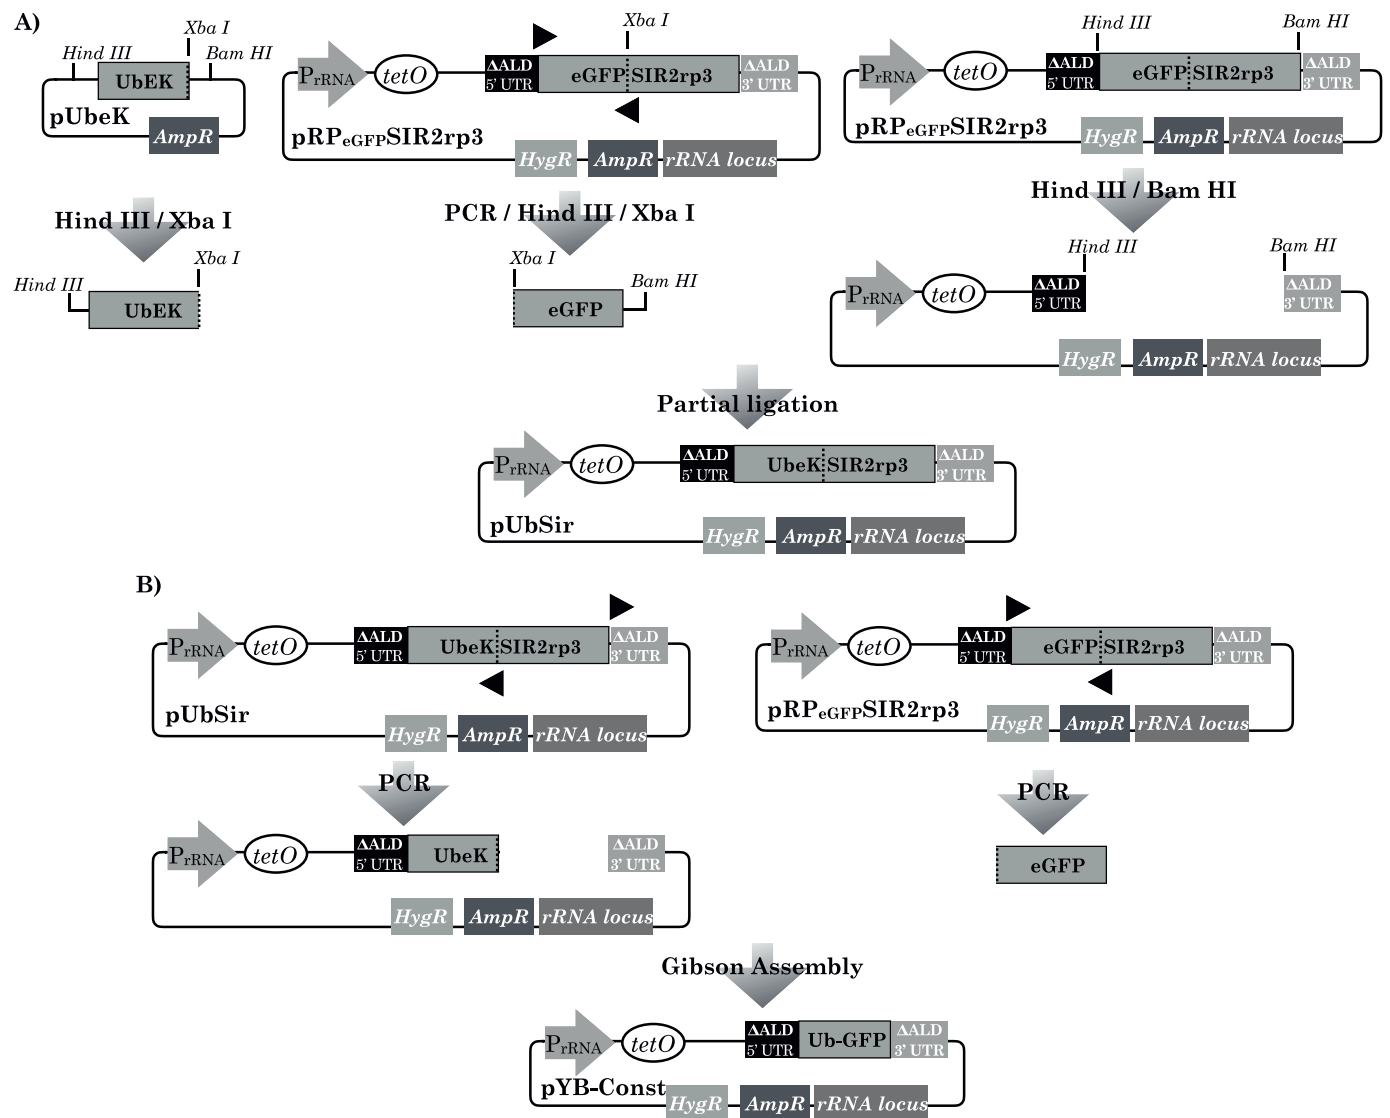 A)
Hind III
Xba I
Bam HI
UbEK
pUbeK
AmpR
Hind III / Xba I
Hind III
Xba I
UbEK
Xba I
PrRNA
tetO
ΔALD
5' UTR
eGFP SIR2rp3
ΔALD
3' UTR
pRPeGFPSIR2rp3
HygR
AmpR
rRNA locus
PCR / Hind III / Xba I
Xba I
Bam HI
eGFP
Hind III
Bam HI
PrRNA
tetO
ΔALD
5' UTR
eGFP SIR2rp3
ΔALD
3' UTR
pRPeGFPSIR2rp3
HygR
AmpR
rRNA locus
Hind III / Bam HI
Hind III
Bam HI
PrRNA
tetO
ΔALD
5' UTR
ΔALD
3' UTR
HygR
AmpR
rRNA locus
Partial ligation
PrRNA
tetO
ΔALD
5' UTR
UbeK SIR2rp3
ΔALD
3' UTR
pUbSir
HygR
AmpR
rRNA locus
B)
PrRNA
tetO
ΔALD
5' UTR
UbeK SIR2rp3
ΔALD
3' UTR
pUbSir
HygR
AmpR
rRNA locus
PCR
PrRNA
tetO
ΔALD
5' UTR
UbeK
ΔALD
3' UTR
HygR
AmpR
rRNA locus
PrRNA
tetO
ΔALD
5' UTR
eGFP SIR2rp3
ΔALD
3' UTR
pRPeGFPSIR2rp3
HygR
AmpR
rRNA locus
PCR
eGFP
Gibson Assembly
PrRNA
tetO
ΔALD
5' UTR
Ub-GFP
ΔALD
3' UTR
pYB-Const
HygR
AmpR
rRNA locus